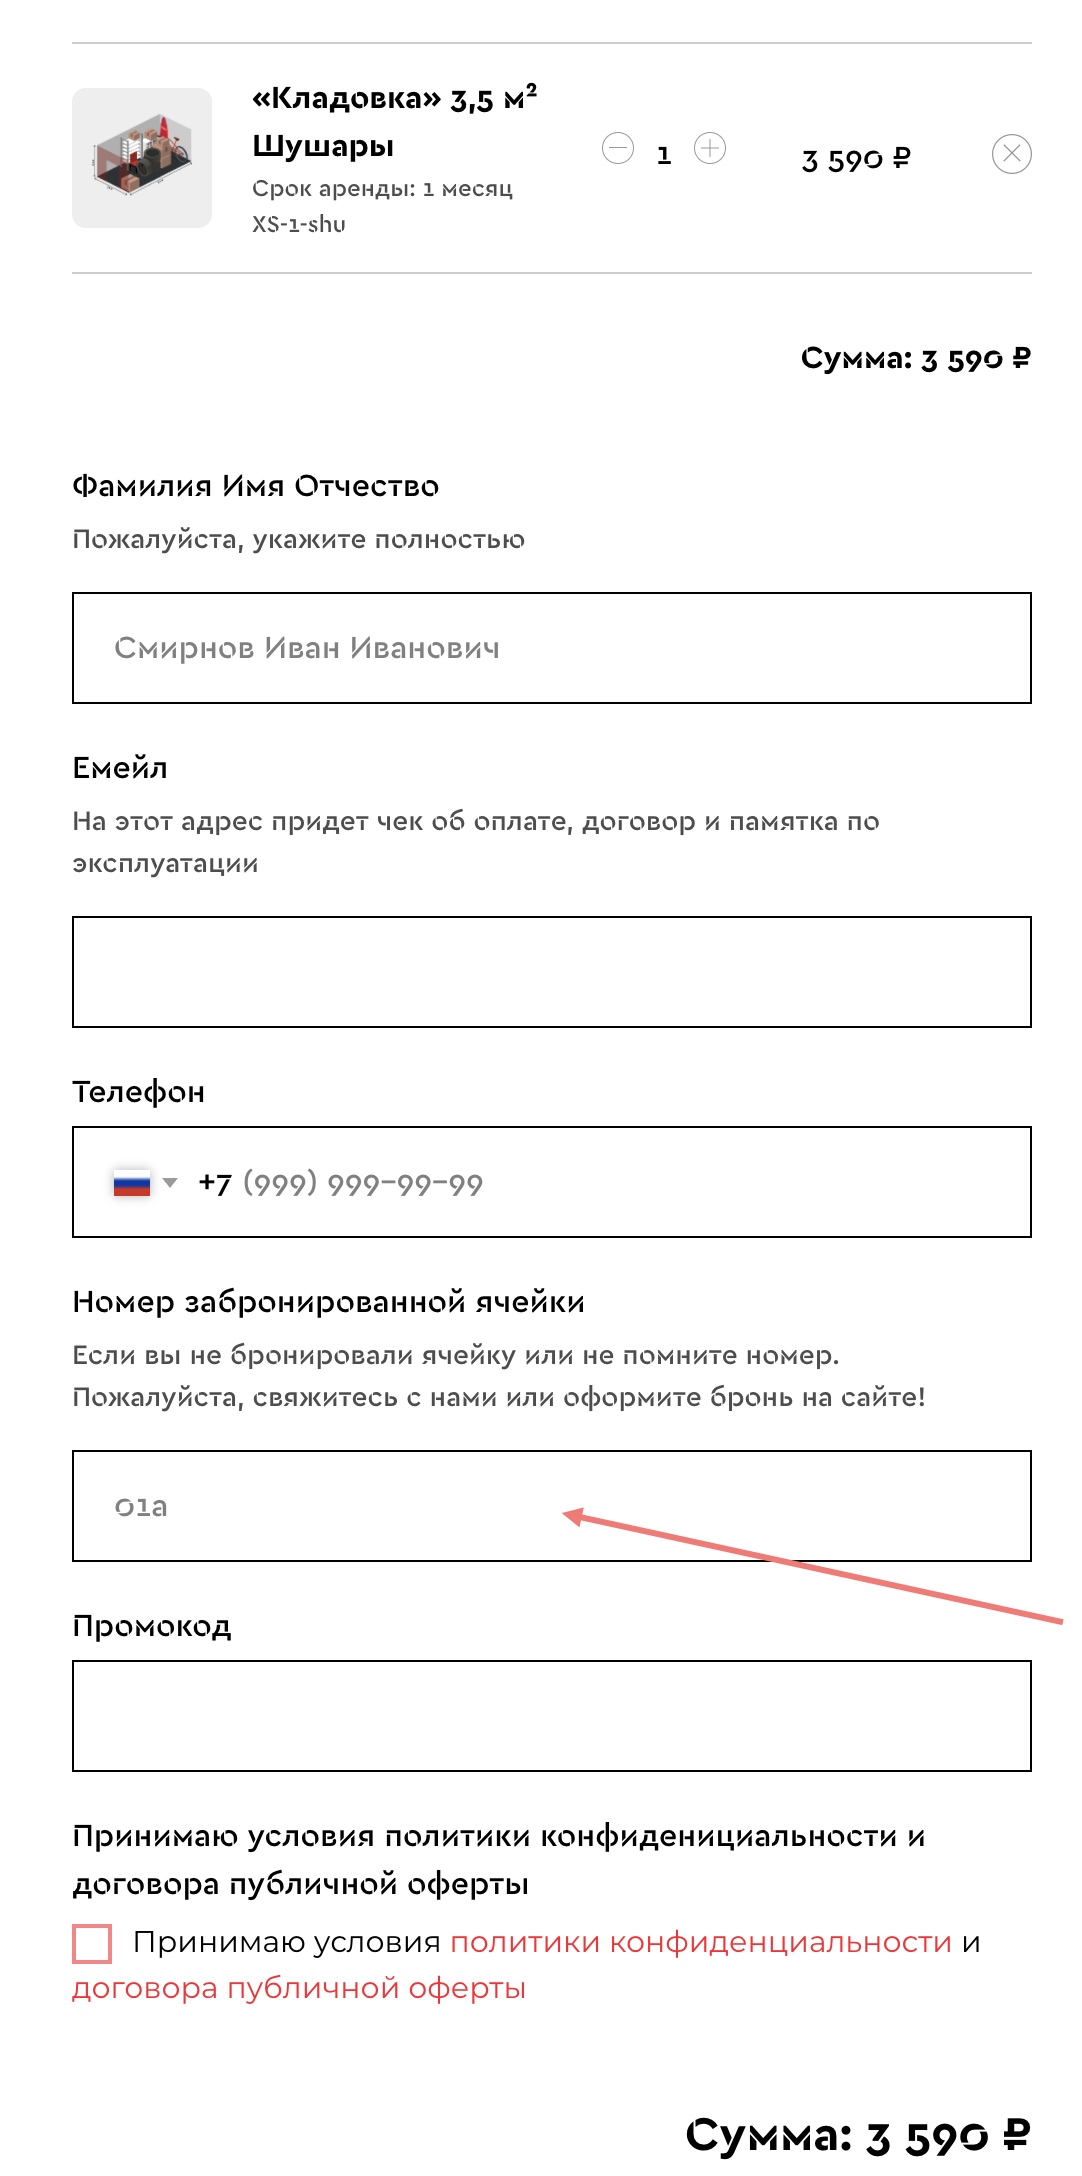 «Кладовка» 3,5 м²
Шушары
Срок аренды: 1 месяц
XS-1-shu
1
3 590 ₽
Сумма: 3 590 ₽
Фамилия Имя Отчество
Пожалуйста, укажите полностью
Смирнов Иван Иванович
Емейл
На этот адрес придет чек об оплате, договор и памятка по
эксплуатации
Телефон
+7 (999) 999-99-99
Номер забронированной ячейки
Если вы не бронировали ячейку или не помните номер.
Пожалуйста, свяжитесь с нами или оформите бронь на сайте!
01а
Промокод
Принимаю условия политики конфиденициальности и
договора публичной оферты
Принимаю условия политики конфиденциальности и
договора публичной оферты
Сумма: 3 590 ₽